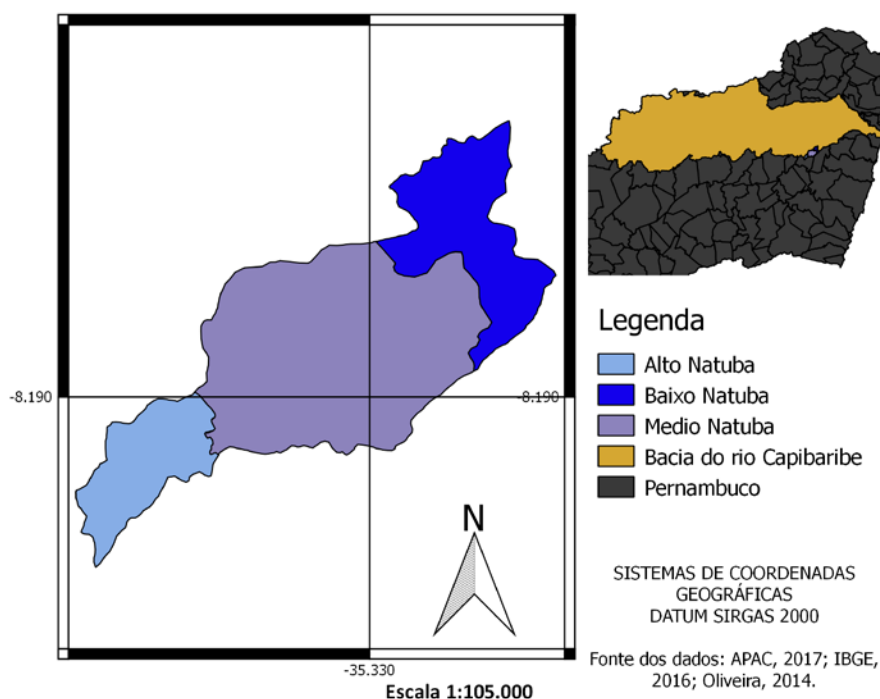 -8.190
-8.190
-35.330
Escala 1:105.000
N
Legenda
Alto Natuba
Baixo Natuba
Medio Natuba
Bacia do rio Capibaribe
Pernambuco
SISTEMAS DE COORDENADAS
GEOGRÁFICAS
DATUM SIRGAS 2000
Fonte dos dados: APAC, 2017; IBGE,
2016; Oliveira, 2014.